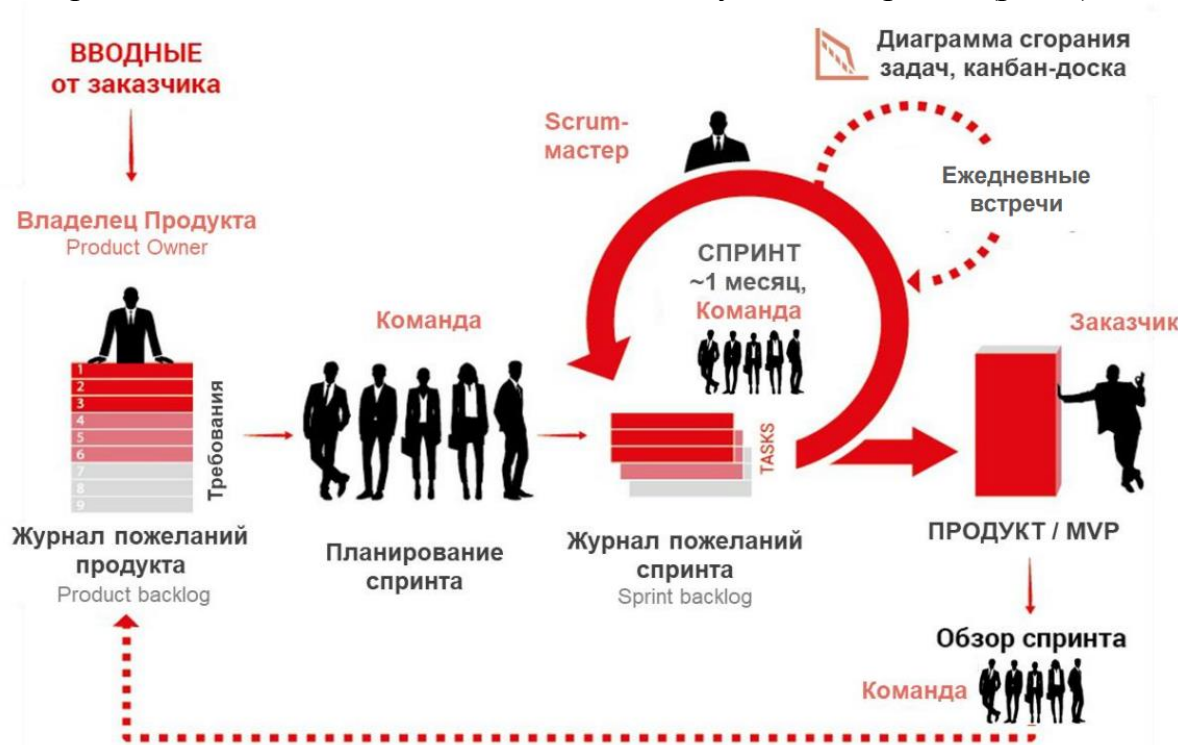 ВВОДНЫЕ
от заказчика
Владелец Продукта
Product Owner
1
2
3
4
5
6
7
8
9
Требования
Журнал пожеланий
продукта
Product backlog
Команда
Планирование
спринта
Scrum-
мастер
Диаграмма сгорания
задач, канбан-доска
Ежедневные
встречи
СПРИНТ
~1 месяц,
Команда
TASKS
Журнал пожеланий
спринта
Sprint backlog
Заказчик
ПРОДУКТ / MVP
Обзор спринта
Команда